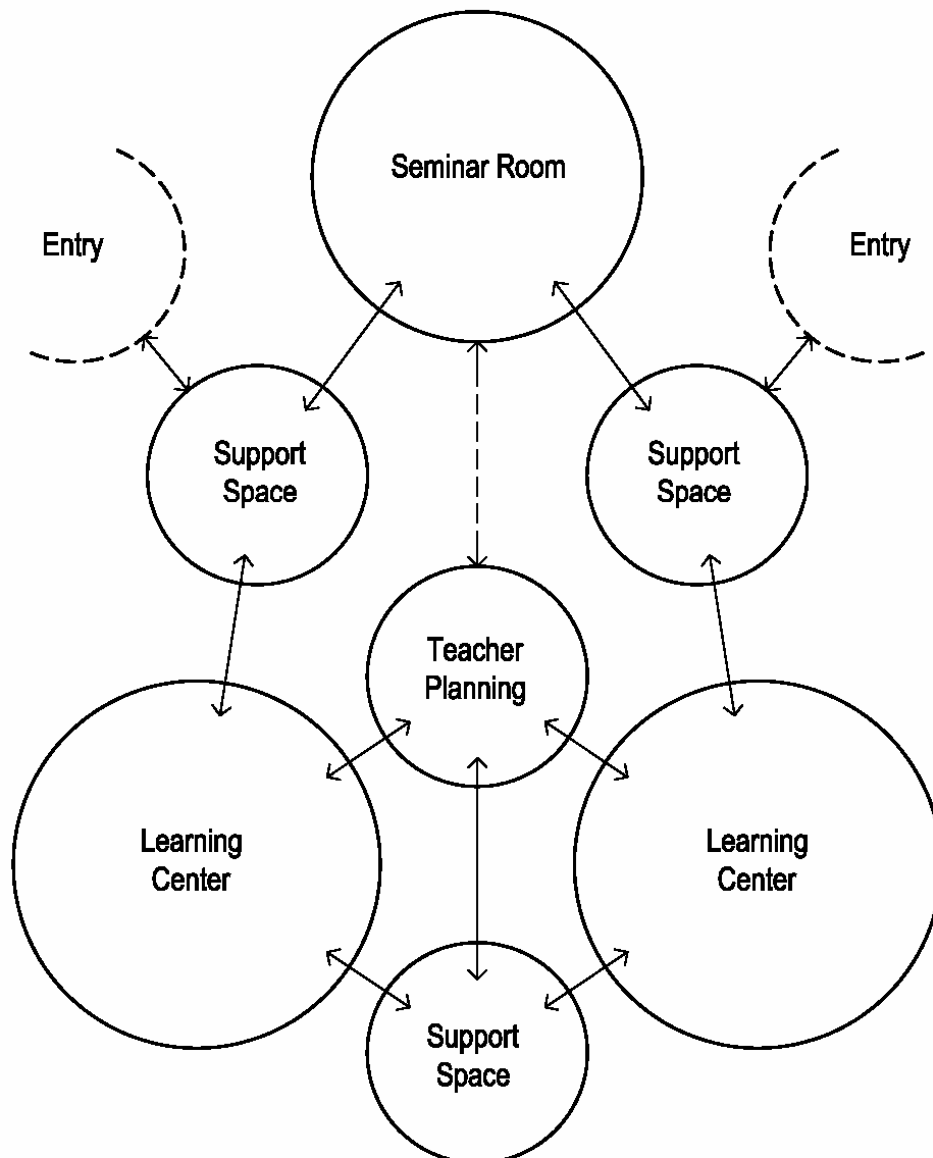 Seminar Room
Entry
Entry
Support
Space
Support
Space
Teacher
Planning
Learning
Center
Learning
Center
Support
Space